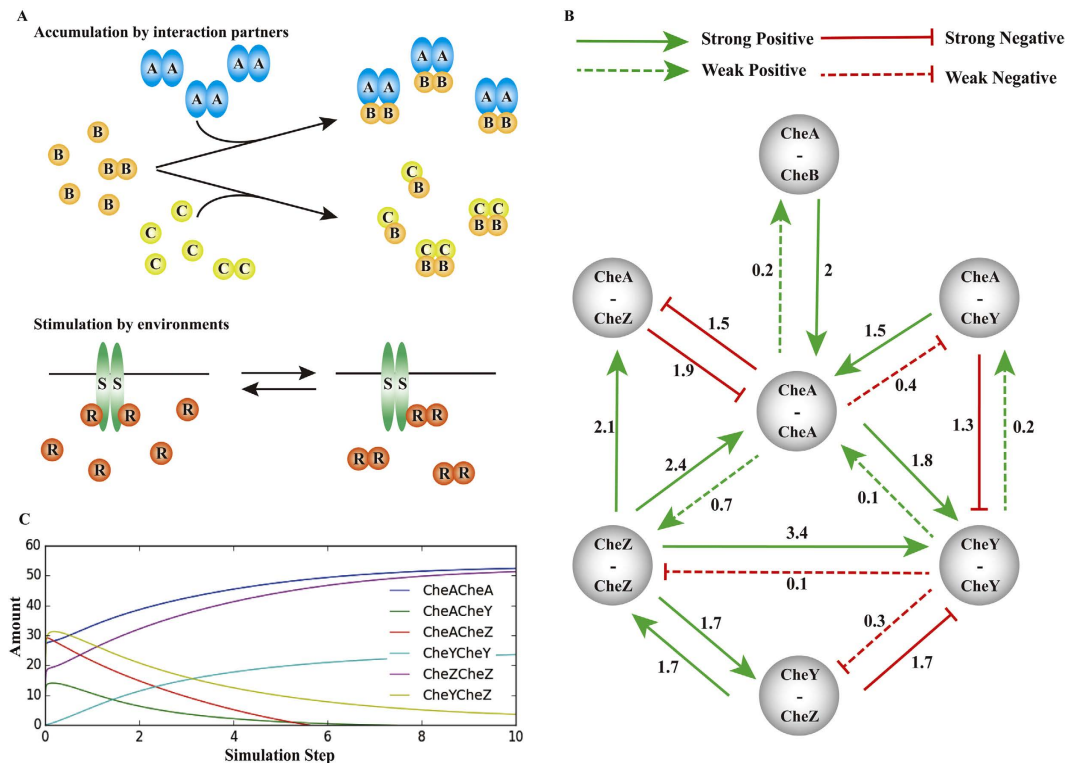 A
Accumulation by interaction partners
A A
A A
A A
B
B
B B
B
B
C
C
C
C C
A A
B B
A A
B B
A A
B B
C
B
C
B
C C
B B
C C
B B
Stimulation by environments
S S
R R
R
R
R
R
S S
R R
R R
R R
B
Strong Positive
Strong Negative
Weak Positive
Weak Negative
CheA
-
CheB
0.2
2
CheA
-
CheZ
CheA
-
CheY
1.5
1.5
1.9
0.4
CheA
-
CheA
2.1
1.3
0.2
2.4
1.8
0.7
0.1
CheZ
-
CheZ
3.4
CheY
-
CheY
0.1
1.7
0.3
1.7
1.7
CheY
-
CheZ
C
60
50
40
30
20
10
0
Amount
CheACheA
CheACheY
CheACheZ
CheYCheY
CheZCheZ
CheYCheZ
0 2 4 6 8 10
Simulation Step